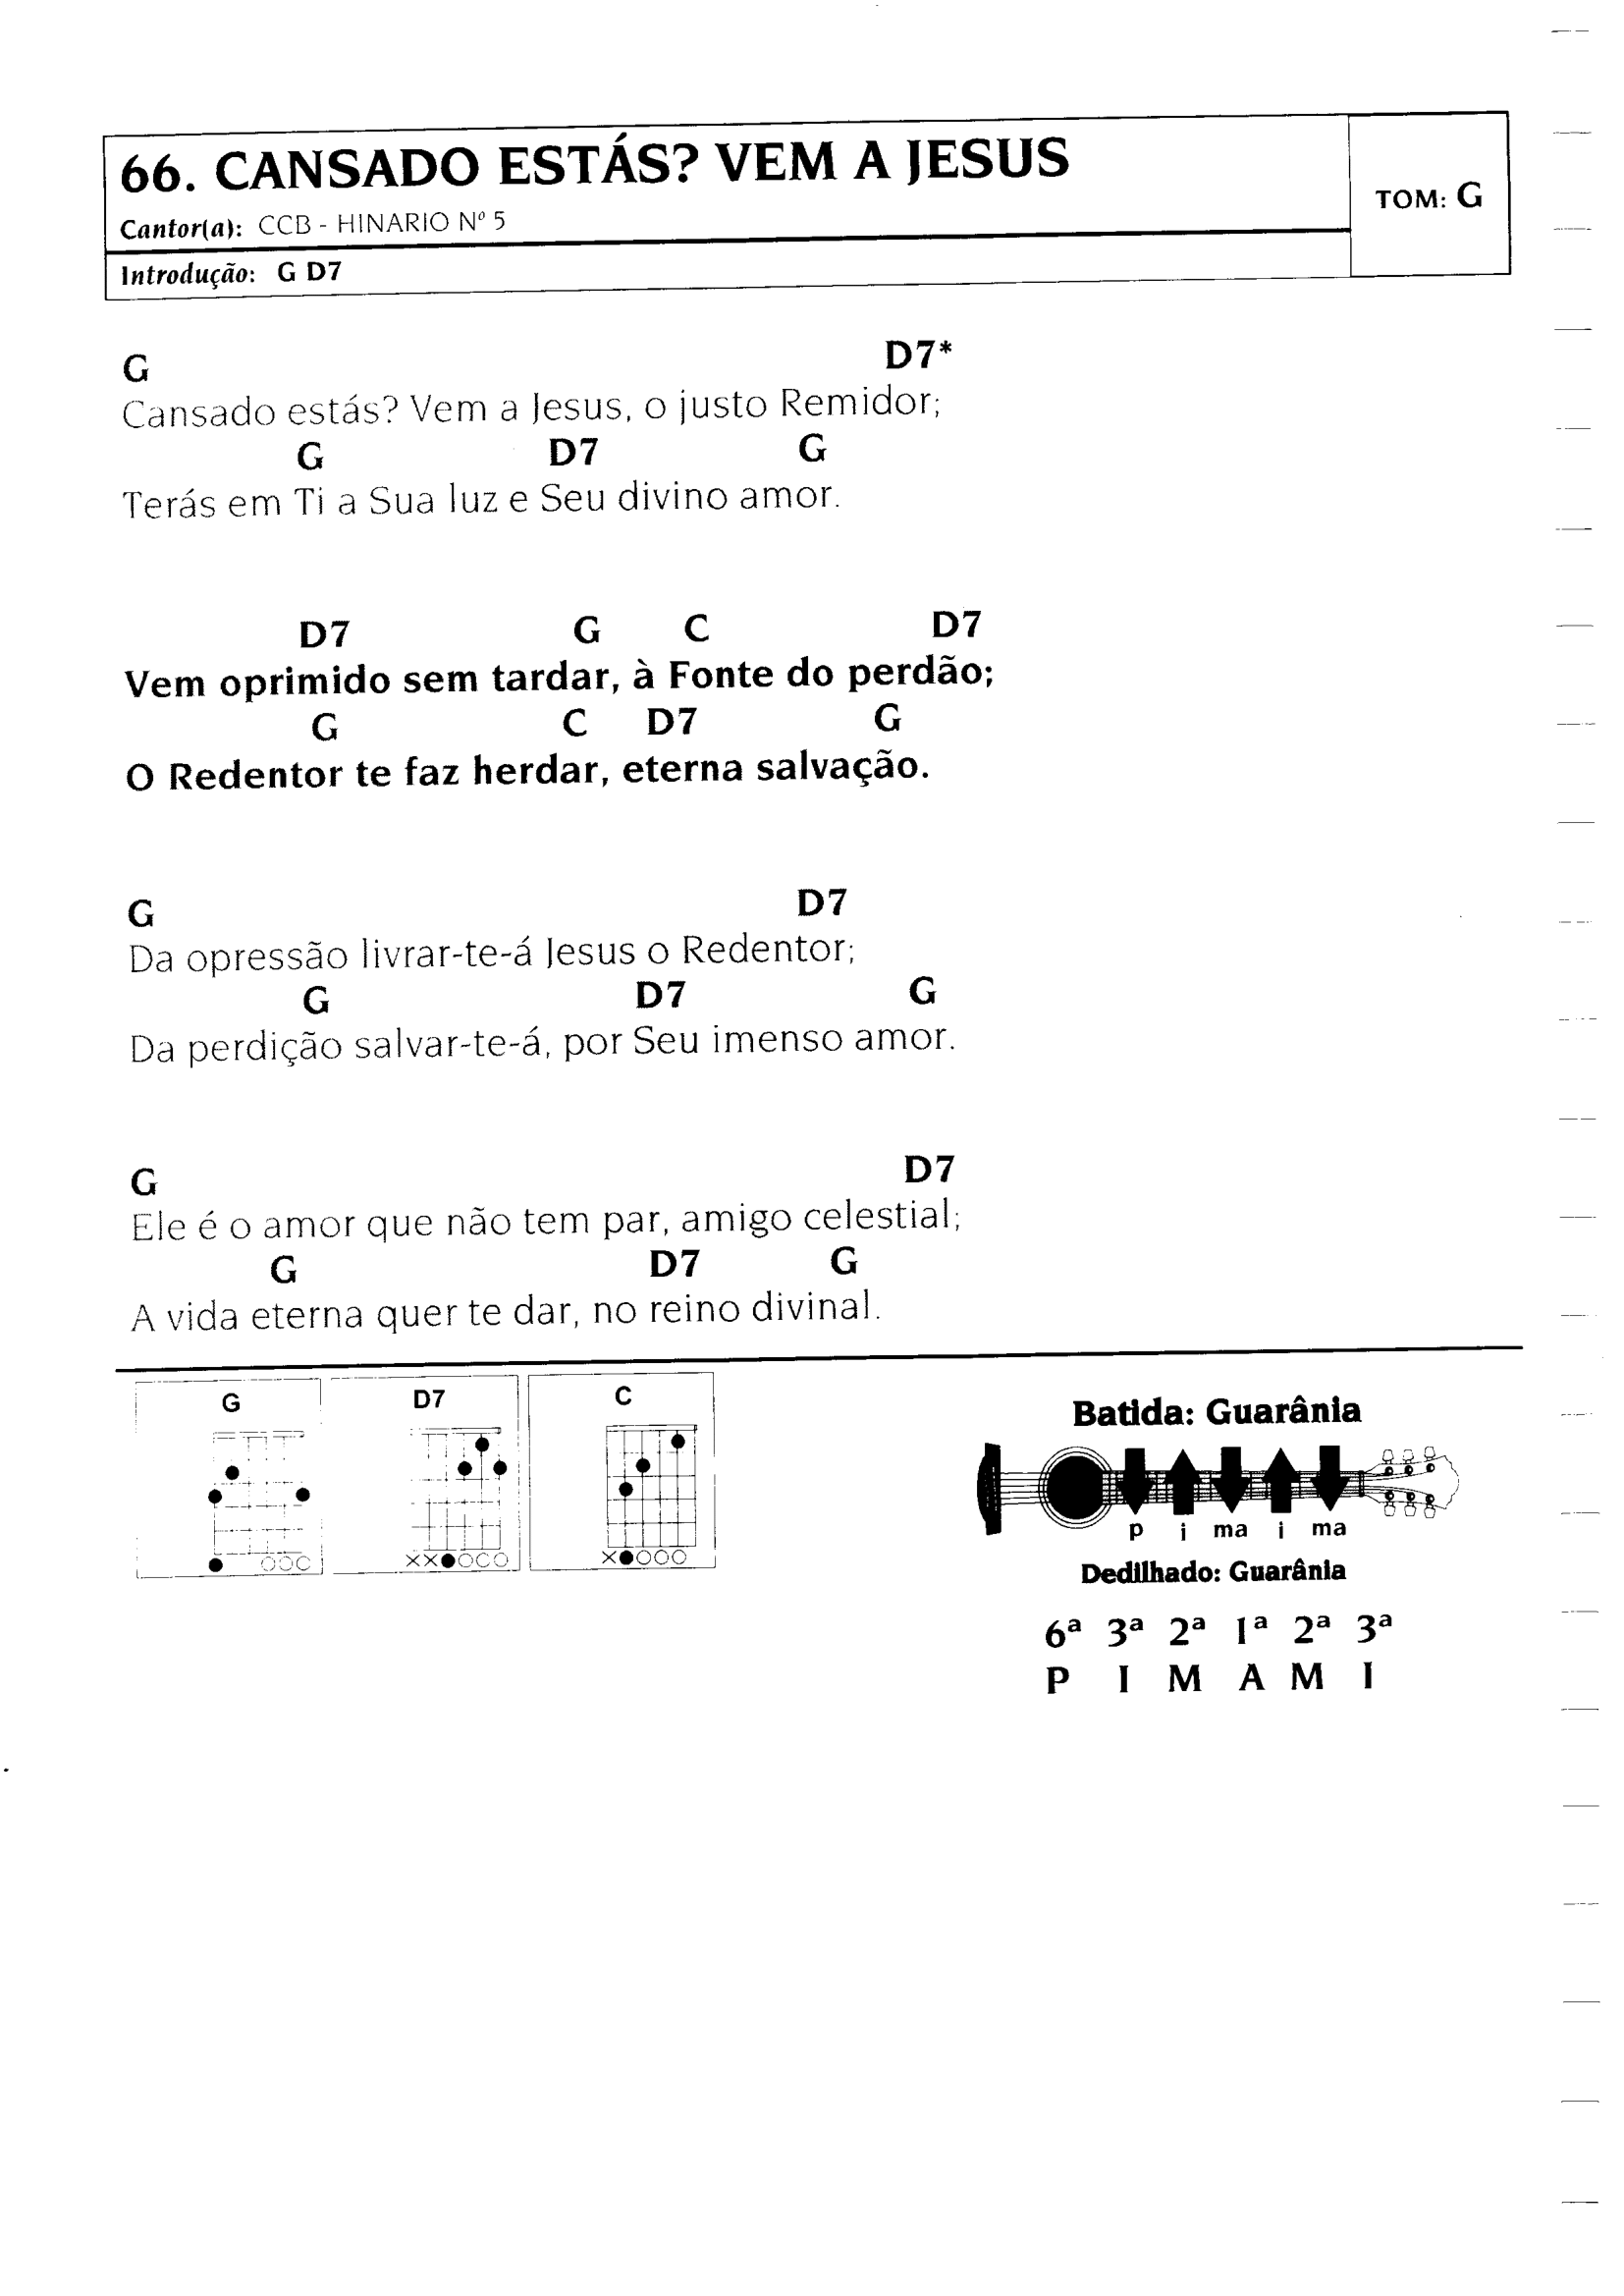 66. CANSADO ESTÁS? VEM A JESUS
Cantor(a): CCB - HINARIO Nº 5
TOM: G
Introdução: G D7
G D7*
Cansado estás? Vem a Jesus, o justo Remidor;
G D7 G
Terás em Ti a Sua luz e Seu divino amor.
D7 G C D7
Vem oprimido sem tardar, à Fonte do perdão;
G C D7 G
O Redentor te faz herdar, eterna salvação.
G D7
Da opressão livrar-te-á Jesus o Redentor;
G D7 G
Da perdição salvar-te-á, por Seu imenso amor.
G D7
Ele é o amor que não tem par, amigo celestial;
G D7 G
A vida eterna quer te dar, no reino divinal.
G D7 C
Batida: Guarânia
p i ma i ma
Dedilhado: Guarânia
6ª 3ª 2ª 1ª 2ª 3ª
P I M A M I